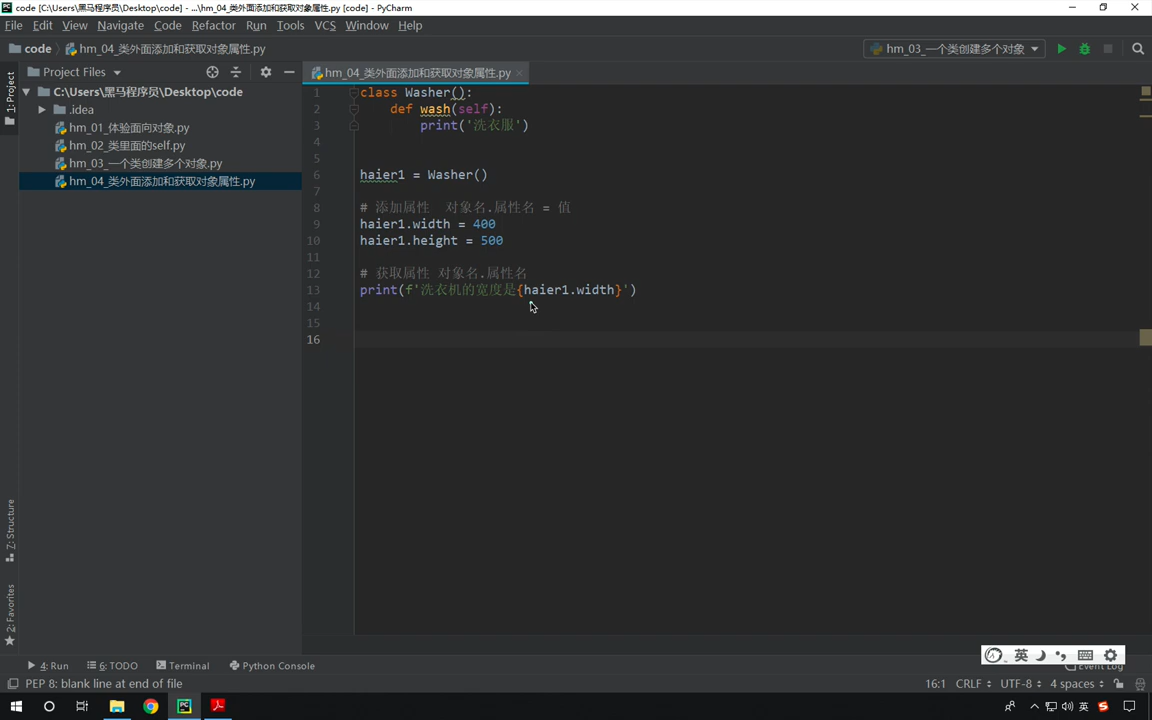 code [C:\Users\黑马程序员\Desktop\code] - ...\hm_04_类外面添加和获取对象属性.py [code] - PyCharm
File Edit View Navigate Code Refactor Run Tools VCS Window Help
code hm_04_类外面添加和获取对象属性.py hm_03_一个类创建多个对象
1: Project
Project Files hm_04_类外面添加和获取对象属性.py
C:\Users\黑马程序员\Desktop\code
.idea
hm_01_体验面向对象.py
hm_02_类里面的self.py
hm_03_一个类创建多个对象.py
hm_04_类外面添加和获取对象属性.py
1 class Washer():
2 def wash(self):
3 print('洗衣服')
4
5
6 haier1 = Washer()
7
8 # 添加属性 对象名.属性名 = 值
9 haier1.width = 400
10 haier1.height = 500
11
12 # 获取属性 对象名.属性名
13 print(f'洗衣机的宽度是{haier1.width}')
14
15
16
7: Structure
2: Favorites
4: Run 6: TODO Terminal Python Console Event Log
英
PEP 8: blank line at end of file 16:1 CRLF UTF-8 4 spaces
英